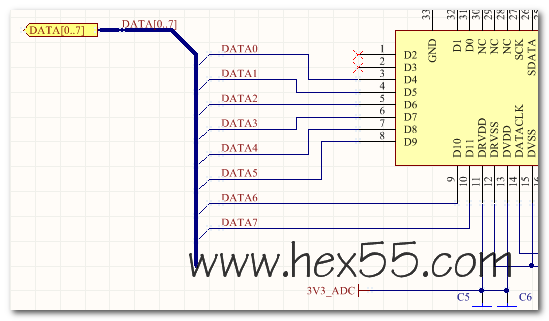 33 32 31 30 29 28 27 26
DATA[0..7] DATA[0..7]
GND D1 D0 NC NC NC SCK SDATA
DATA0 1 D2
2 D3
DATA1 3 D4
4 D5
DATA2 5 D6
DATA3 6 D7
DATA4 7 D8
8 D9
DATA5
D10 D11 DRVDD DRVSS DVDD DATACLK DVSS
DATA6 9 10 11 12 13 14 15 16
DATA7
www.hex55.com
3V3_ADC C5 C6